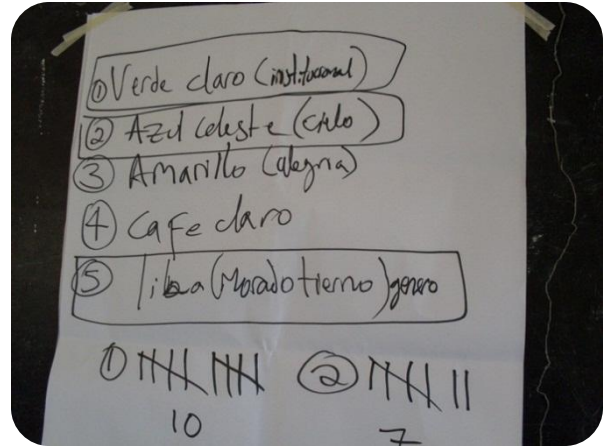 ① Verde claro (institucional)
② Azul celeste (cielo)
③ Amarillo (alegria)
④ Cafe claro
⑤ lila (Morado tierno) genero
① ②
10 7